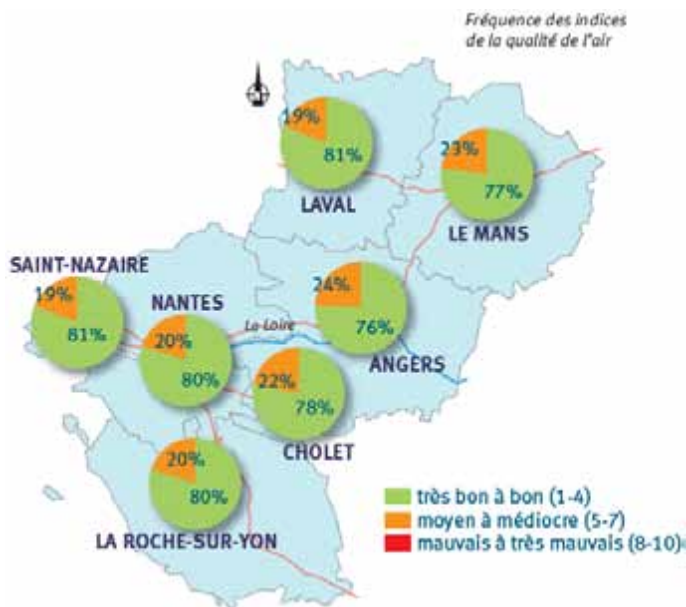 Fréquence des indices
de la qualité de l'air
19%
81%
LAVAL
23%
77%
LE MANS
SAINT-NAZAIRE
19%
81%
NANTES
20%
80%
La Loire
24%
76%
ANGERS
22%
78%
CHOLET
20%
80%
LA ROCHE-SUR-YON
très bon à bon (1-4)
moyen à médiocre (5-7)
mauvais à très mauvais (8-10)